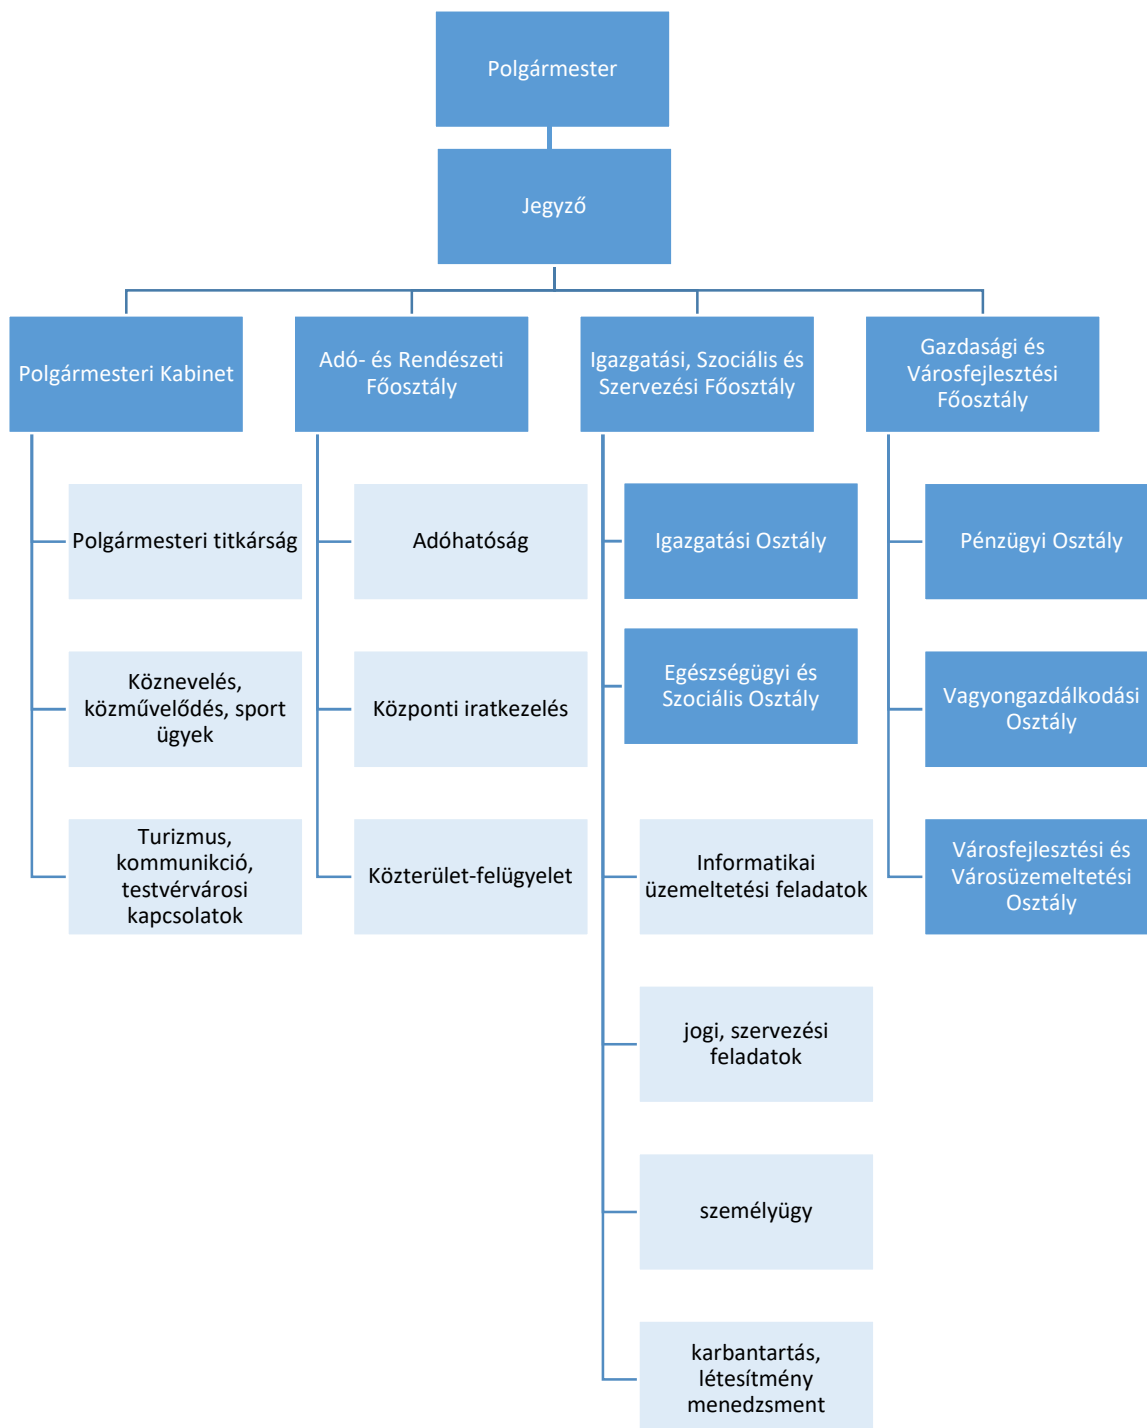 Polgármester
Jegyző
Polgármesteri Kabinet
Adó- és Rendészeti
Főosztály
Igazgatási, Szociális és
Szervezési Főosztály
Gazdasági és
Városfejlesztési
Főosztály
Polgármesteri titkárság
Köznevelés,
közművelődés, sport
ügyek
Turizmus,
kommunikció,
testvérvárosi
kapcsolatok
Adóhatóság
Központi iratkezelés
Közterület-felügyelet
Igazgatási Osztály
Egészségügyi és
Szociális Osztály
Informatikai
üzemeltetési feladatok
jogi, szervezési
feladatok
személyügy
karbantartás,
létesítmény
menedzsment
Pénzügyi Osztály
Vagyongazdálkodási
Osztály
Városfejlesztési és
Városüzemeltetési
Osztály